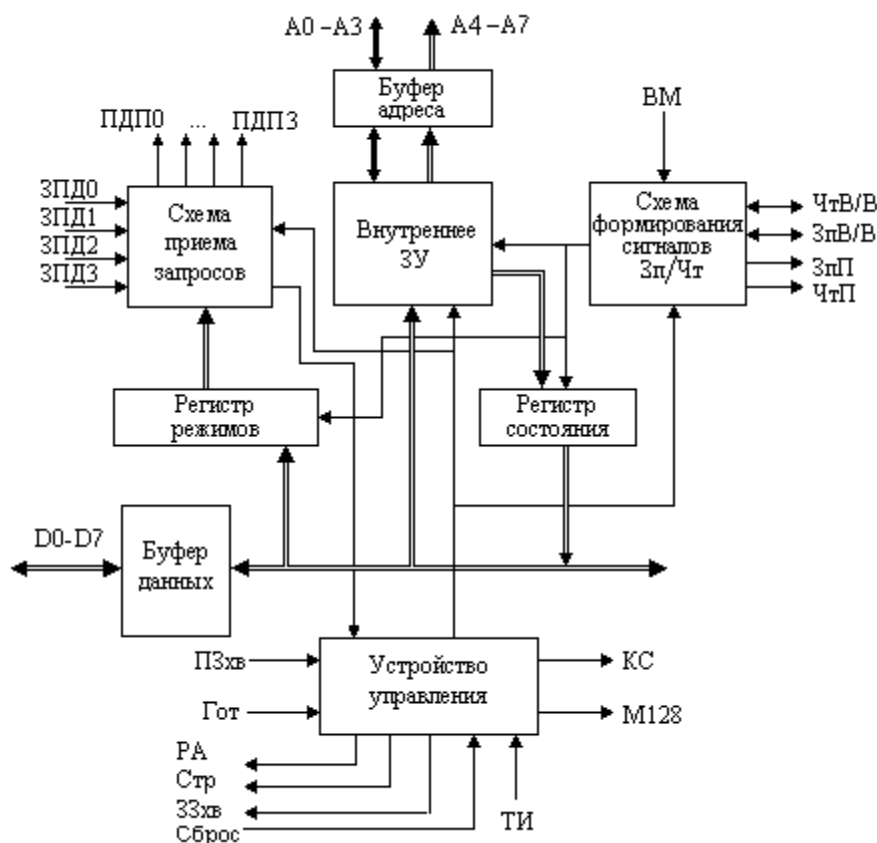 A0 – A3
A4 – A7
Буфер
адреса
ВМ
ПДП0 ... ПДП3
ЗПД0
ЗПД1
ЗПД2
ЗПД3
Схема
приема
запросов
Внутреннее
ЗУ
Схема
формирования
сигналов
Зп/Чт
ЧтВ/В
ЗпВ/В
ЗпП
ЧтП
Регистр
режимов
Регистр
состояния
D0-D7
Буфер
данных
ПЗхв
Гот
Устройство
управления
КС
М128
РА
Стр
ЗЗхв
Сброс
ТИ